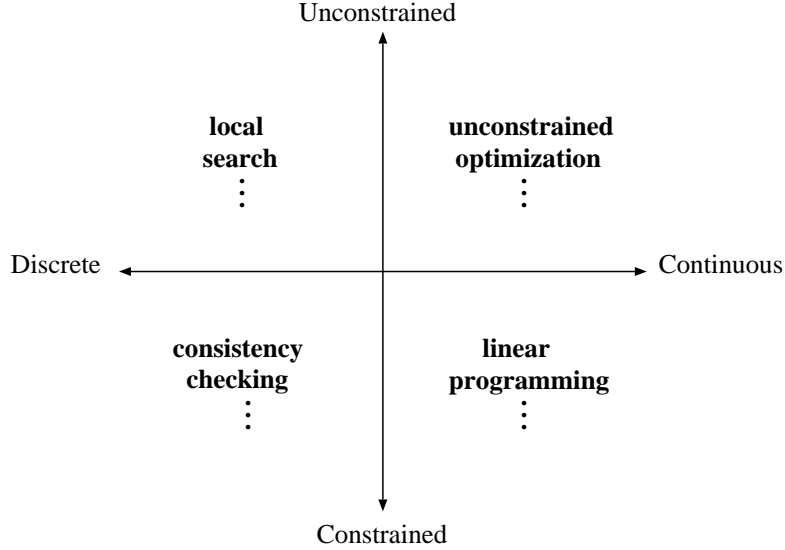 Unconstrained
local
search
⋮
unconstrained
optimization
⋮
Discrete
Continuous
consistency
checking
⋮
linear
programming
⋮
Constrained